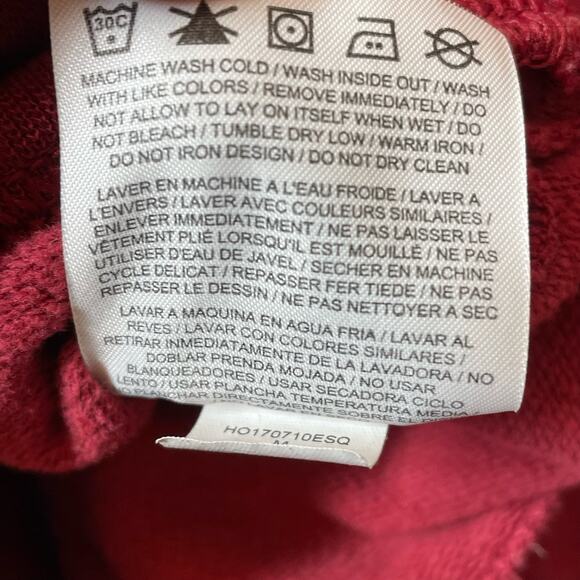 30C
MACHINE WASH COLD / WASH INSIDE OUT / WASH
WITH LIKE COLORS / REMOVE IMMEDIATELY / DO
NOT ALLOW TO LAY ON ITSELF WHEN WET / DO
NOT BLEACH / TUMBLE DRY LOW / WARM IRON /
DO NOT IRON DESIGN / DO NOT DRY CLEAN
LAVER EN MACHINE A L'EAU FROIDE / LAVER A
L'ENVERS / LAVER AVEC COULEURS SIMILAIRES /
ENLEVER IMMEDIATEMENT / NE PAS LAISSER LE
VÊTEMENT PLIÉ LORSQU'IL EST MOUILLÉ / NE PAS
UTILISER D'EAU DE JAVEL / SECHER EN MACHINE
CYCLE DELICAT / REPASSER FER TIEDE / NE PAS
REPASSER LE DESSIN / NE PAS NETTOYER A SEC
LAVAR A MAQUINA EN AGUA FRIA / LAVAR AL
REVES / LAVAR CON COLORES SIMILARES /
RETIRAR INMEDIATAMENTE DE LA LAVADORA / NO
DOBLAR PRENDA MOJADA / NO USAR
BLANQUEADORES / USAR SECADORA CICLO
LENTO / USAR PLANCHA TEMPERATURA MEDIA /
NO PLANCHAR DIRECTAMENTE SOBRE EL
HO170710ESQ